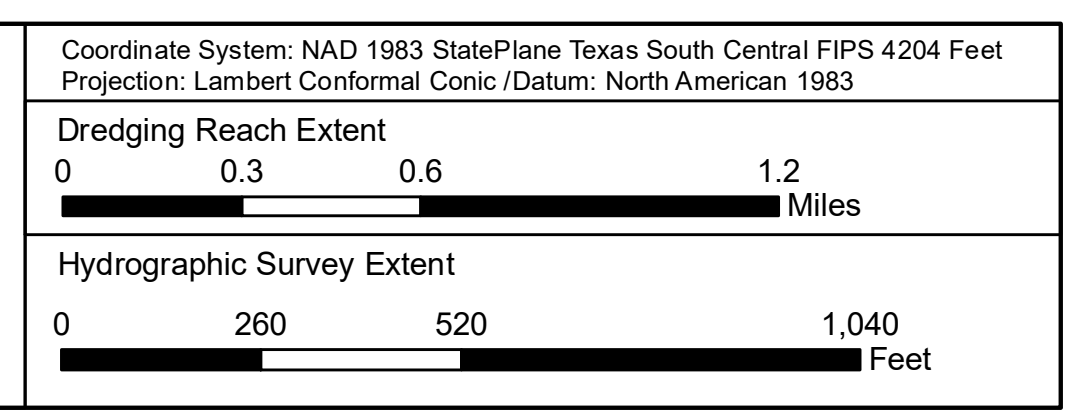 Coordinate System: NAD 1983 StatePlane Texas South Central FIPS 4204 Feet
Projection: Lambert Conformal Conic /Datum: North American 1983
Dredging Reach Extent
0 0.3 0.6 1.2
Miles
Hydrographic Survey Extent
0 260 520 1,040
Feet